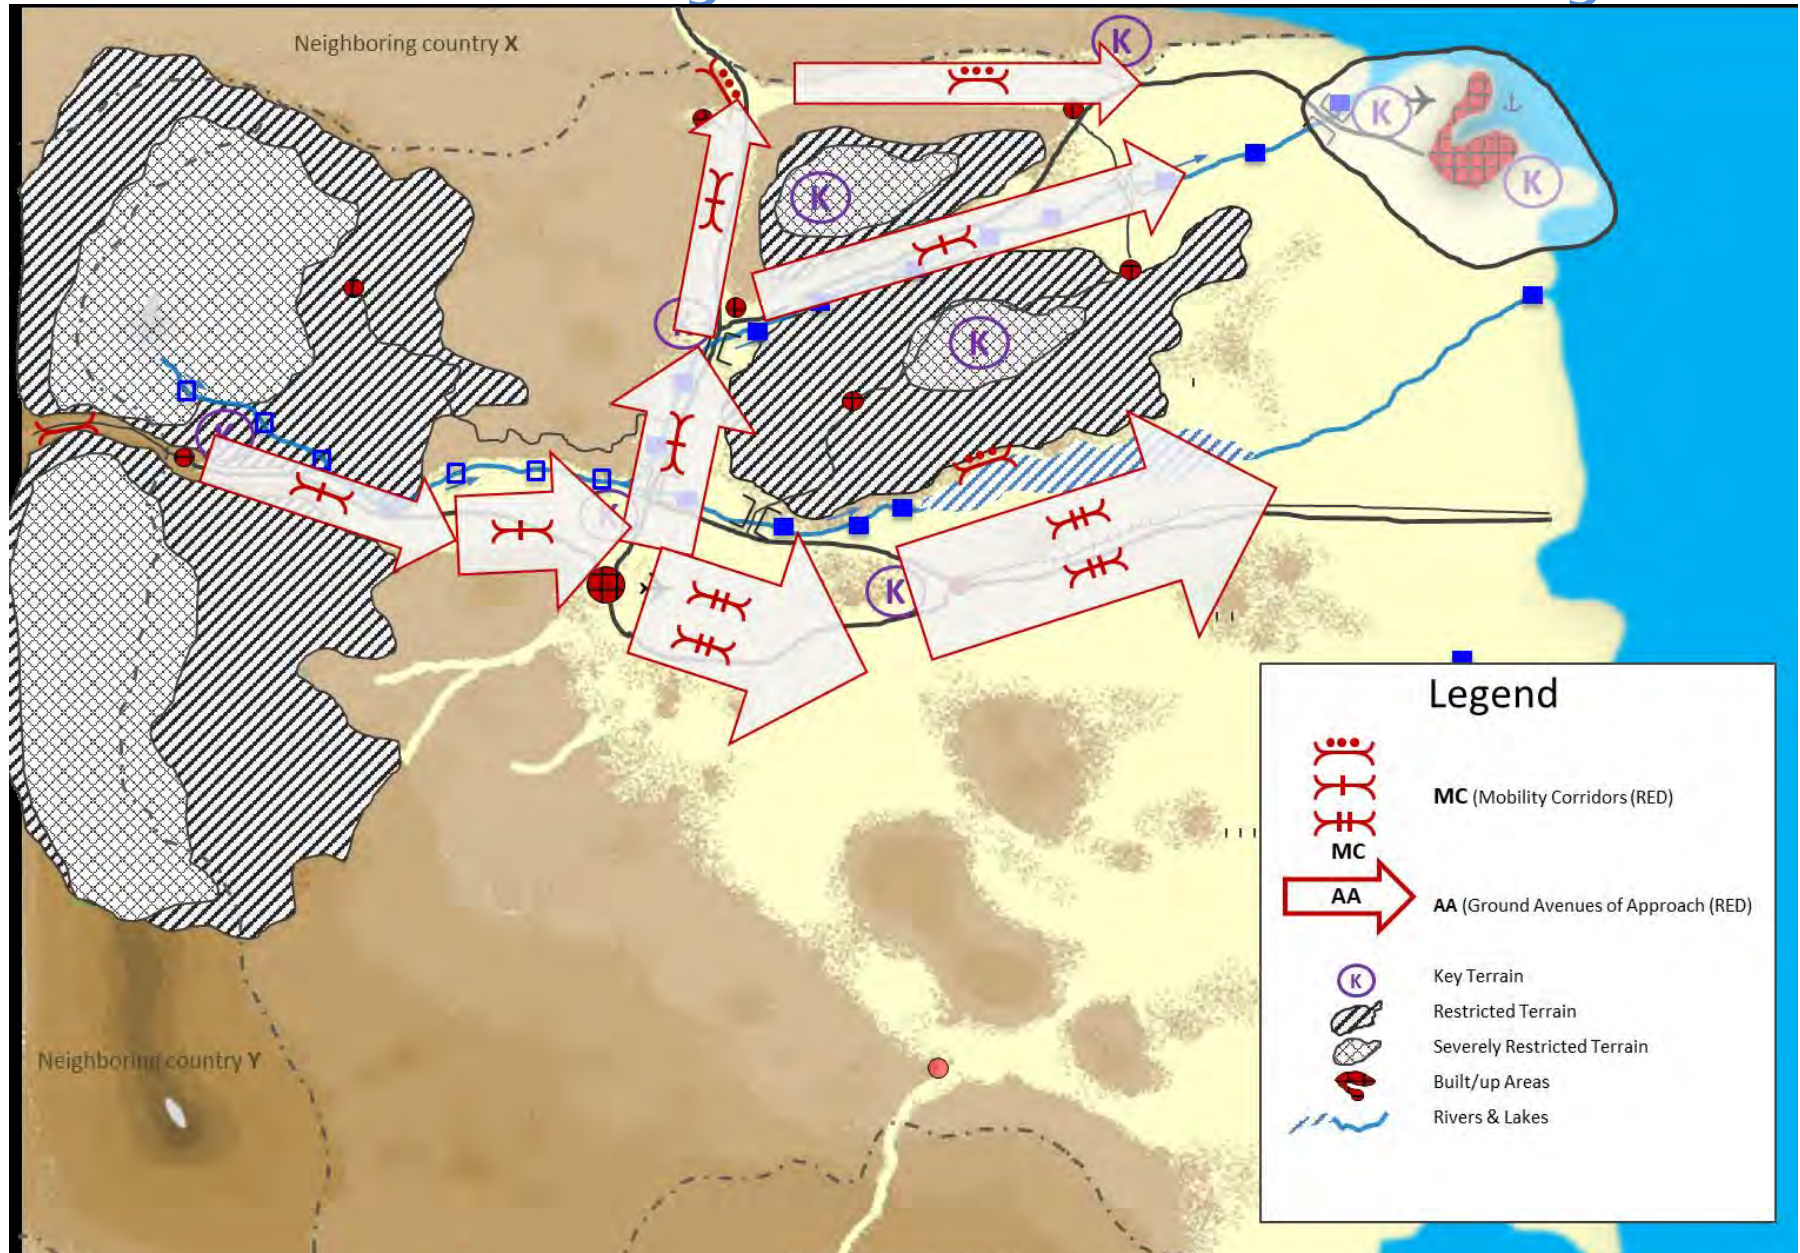 Neighboring country X
K
K
K
K
K
K
K
Neighboring country Y
Legend
MC (Mobility Corridors (RED)
MC
AA
AA (Ground Avenues of Approach (RED)
K
Key Terrain
Restricted Terrain
Severely Restricted Terrain
Built/up Areas
Rivers & Lakes